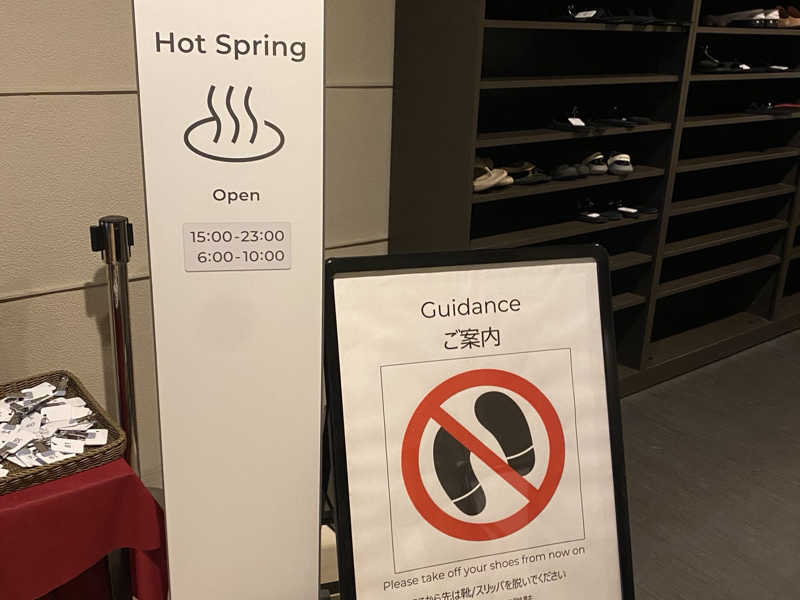 Hot Spring
Open
15:00-23:00
6:00-10:00
Guidance
ご案内
Please take off your shoes from now on
から先は靴/スリッパを脱いでください